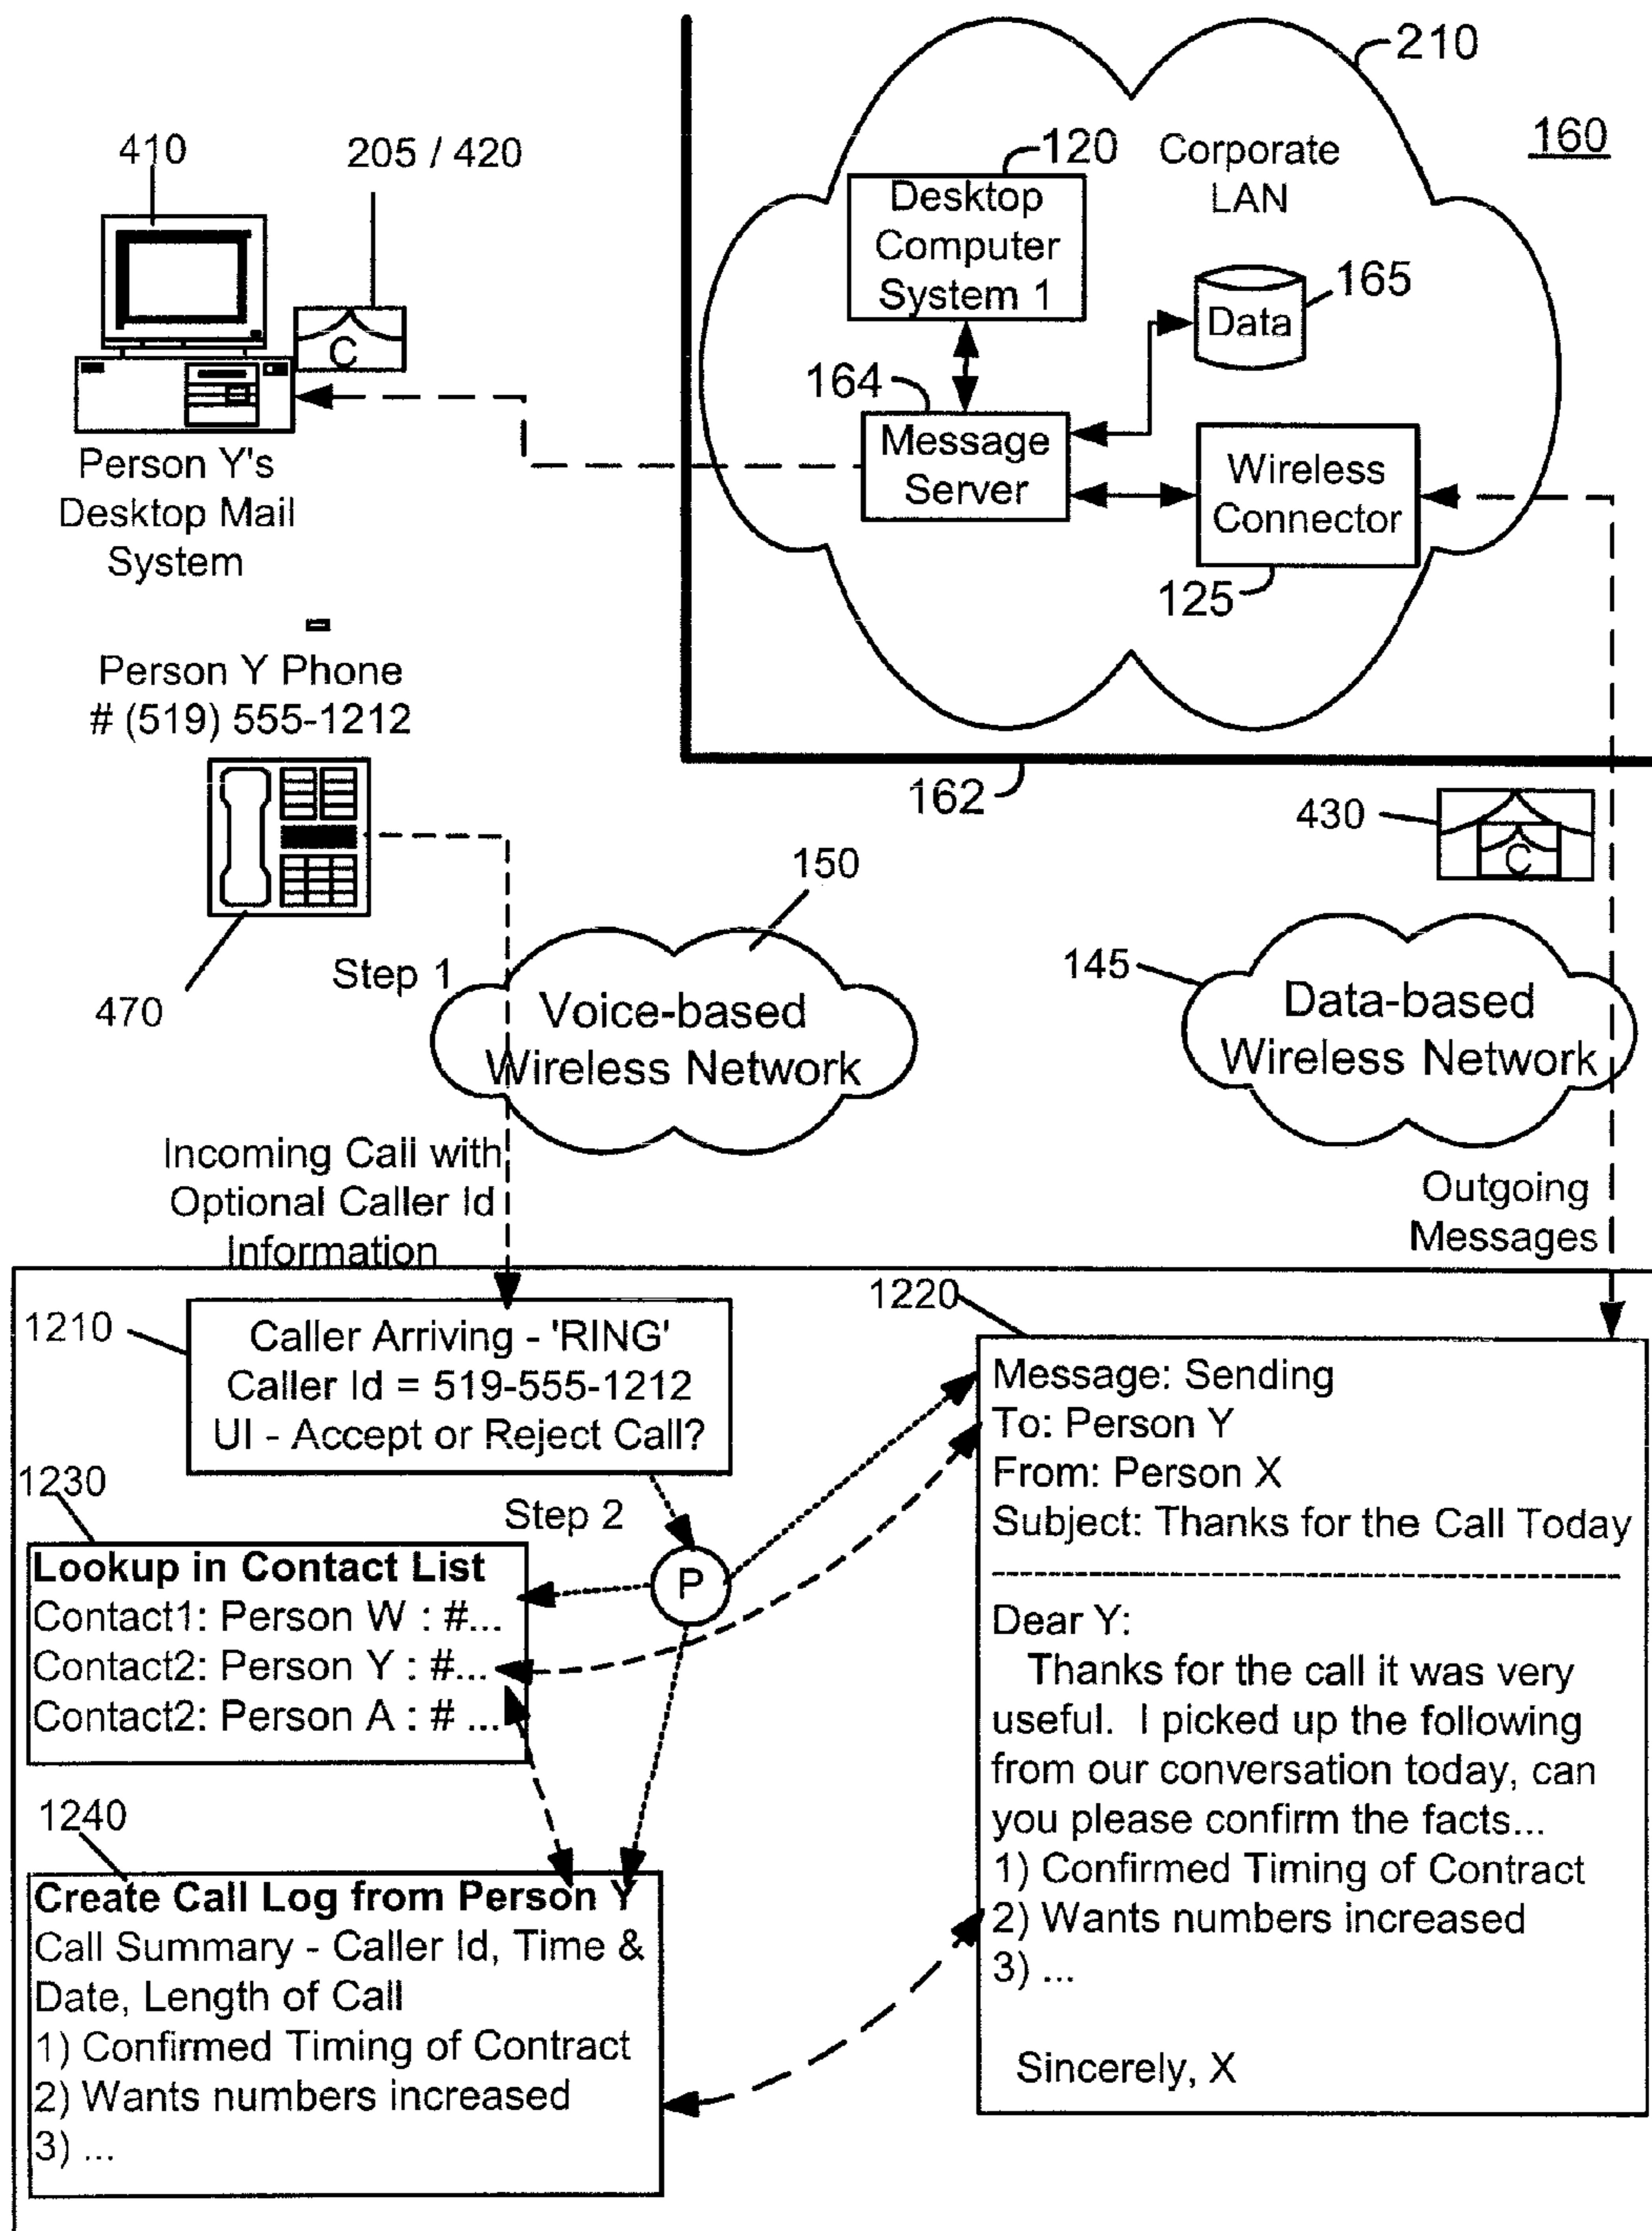 210
410
205 / 420
120
Corporate
LAN
160
Desktop
Computer
System 1
165
Data
C
164
Message
Server
Wireless
Connector
Person Y's
Desktop Mail
System
125
Person Y Phone
# (519) 555-1212
162
430
C
150
Step 1
145
470
Voice-based
Wireless Network
Data-based
Wireless Network
Incoming Call with
Optional Caller Id
Information
Outgoing
Messages
1210
Caller Arriving - 'RING'
Caller Id = 519-555-1212
UI - Accept or Reject Call?
1220
Message: Sending
To: Person Y
From: Person X
Subject: Thanks for the Call Today
Dear Y:
Thanks for the call it was very
useful. I picked up the following
from our conversation today, can
you please confirm the facts...
1) Confirmed Timing of Contract
2) Wants numbers increased
3) ...
Sincerely, X
1230
Step 2
P
Lookup in Contact List
Contact1: Person W : #...
Contact2: Person Y : #...
Contact2: Person A : # ...
1240
Create Call Log from Person Y
Call Summary - Caller Id, Time &
Date, Length of Call
1) Confirmed Timing of Contract
2) Wants numbers increased
3) ...